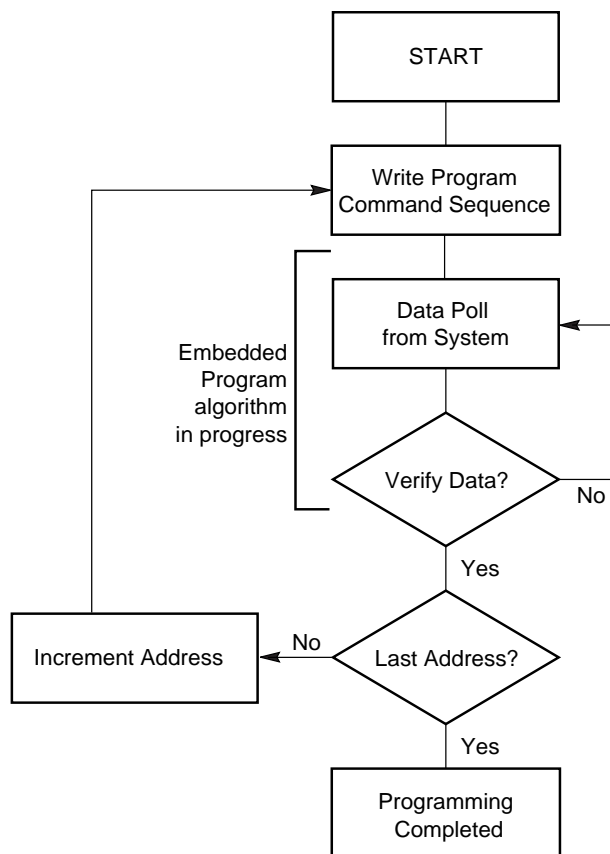 START
Write Program
Command Sequence
Data Poll
from System
Embedded
Program
algorithm
in progress
Verify Data?
No
Yes
Increment Address
No
Last Address?
Yes
Programming
Completed